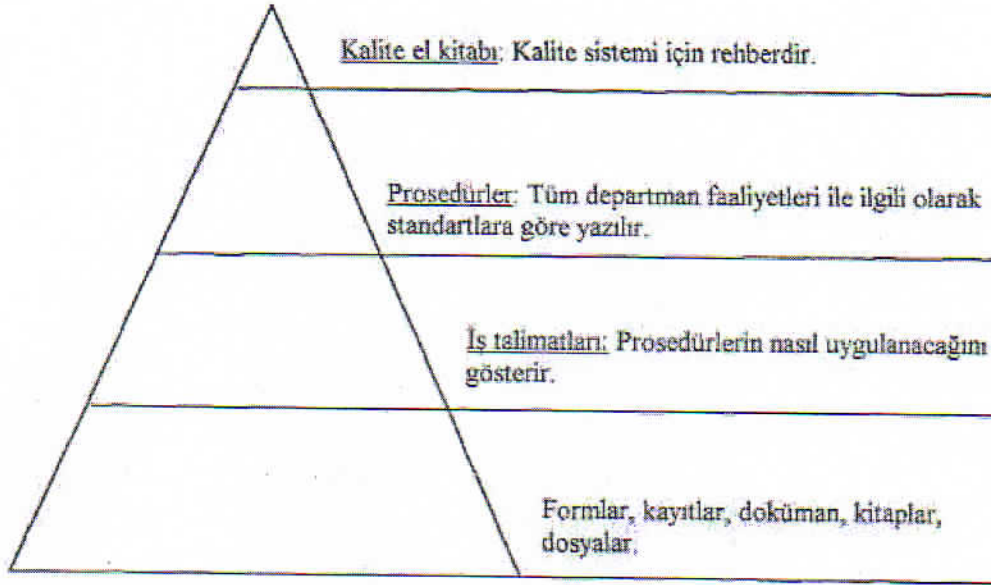 Kalite el kitabı: Kalite sistemi için rehberdir.
Prosedürler: Tüm departman faaliyetleri ile ilgili olarak
standartlara göre yazılır.
İş talimatları: Prosedürlerin nasıl uygulanacağını
gösterir.
Formlar, kayıtlar, doküman, kitaplar,
dosyalar.